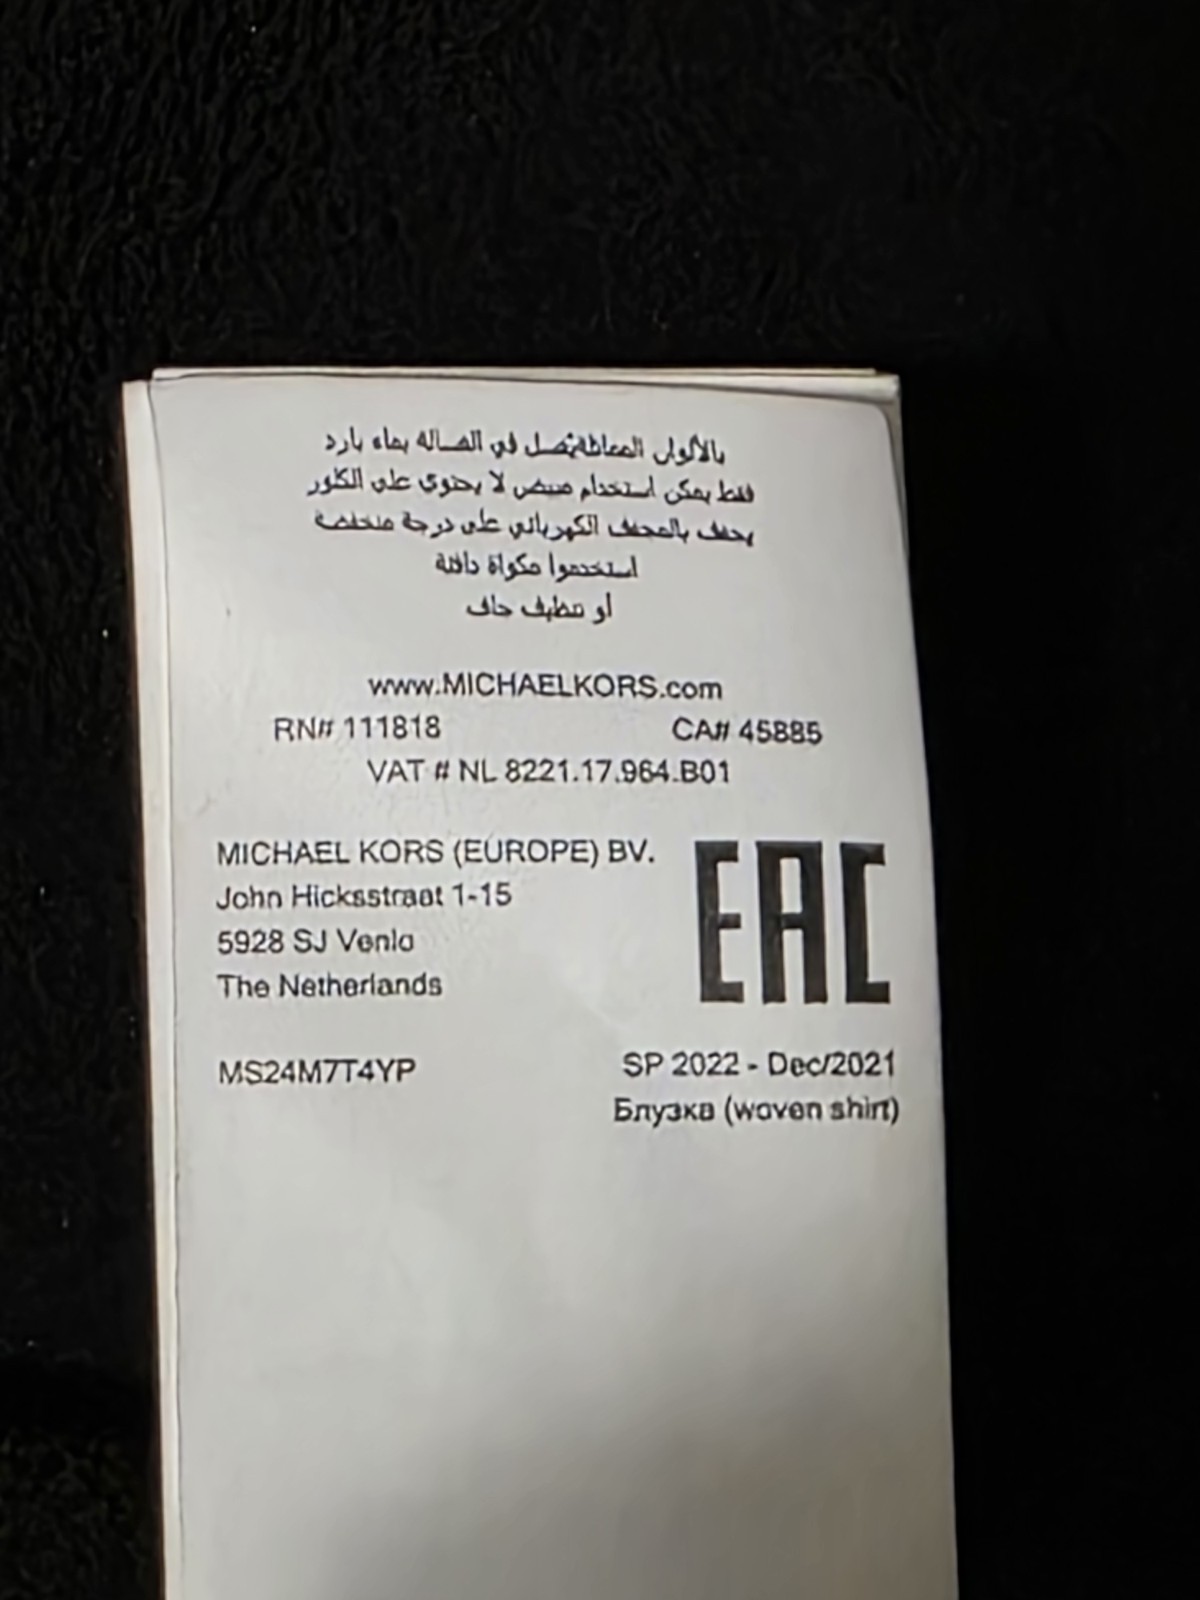 بالألوان المماثلة تغسل في الغسالة بماء بارد
فقط يمكن استخدام مبيض لا يحتوي على الكلور
يجفف بالمجفف الكهربائي على درجة منخفضة
استخدموا مكواة دافئة
أو تنظيف جاف
www.MICHAELKORS.com
RN# 111818 CA# 45885
VAT # NL 8221.17.964.B01
MICHAEL KORS (EUROPE) BV.
John Hicksstraat 1-15
5928 SJ Venlo
The Netherlands
EAC
MS24M7T4YP SP 2022 - Dec/2021
Блузка (woven shirt)